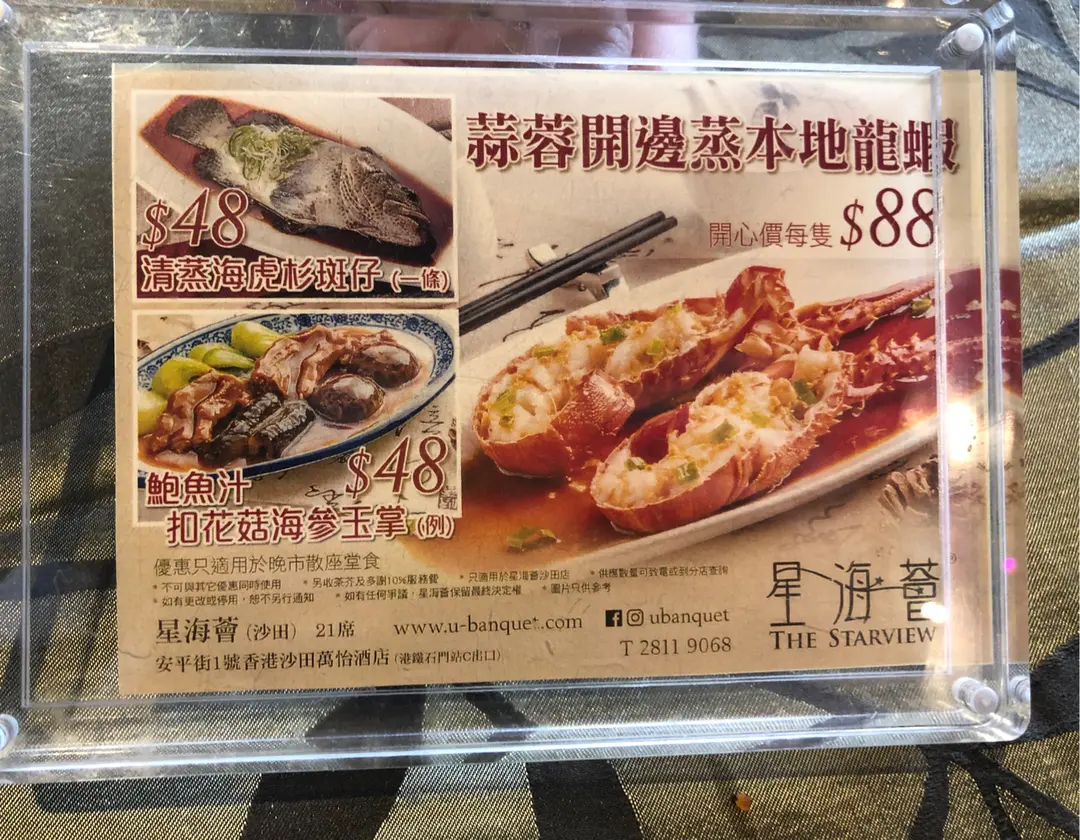 蒜蓉開邊蒸本地龍蝦
開心價每隻 $88
$48
清蒸海虎杉斑仔 (一條)
$48
鮑魚汁
扣花菇海參玉掌 (例)
優惠只適用於晚市散座堂食
*不可與其它優惠同時使用 *另收茶芥及多謝10%服務費 *只適用於星海薈沙田店 *供應數量可致電或到分店查詢
*如有更改或停用，恕不另行通知 *如有任何爭議，星海薈保留最終決定權 *圖片只供參考
星海薈 (沙田) 21席 www.u-banquet.com ubanquet
安平街1號香港沙田萬怡酒店 (港鐵石門站C出口) T 2811 9068
星海薈
THE STARVIEW